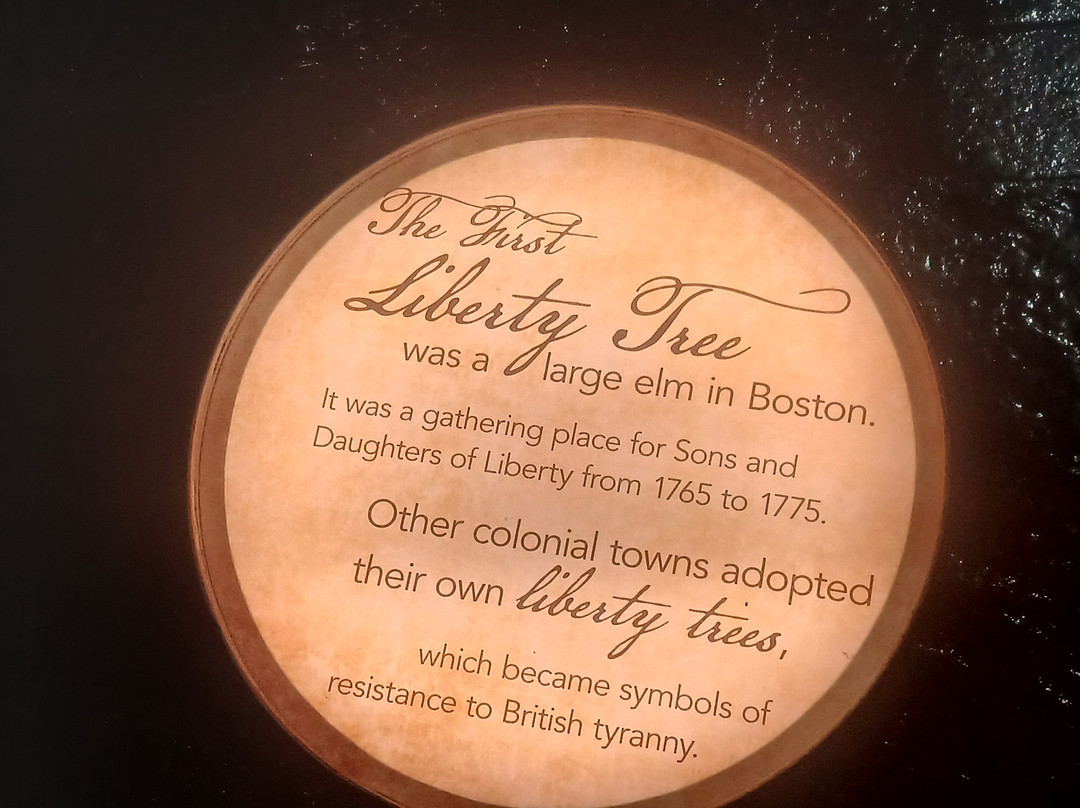 The First
Liberty Tree
was a large elm in Boston.
It was a gathering place for Sons and
Daughters of Liberty from 1765 to 1775.
Other colonial towns adopted
their own liberty trees,
which became symbols of
resistance to British tyranny.